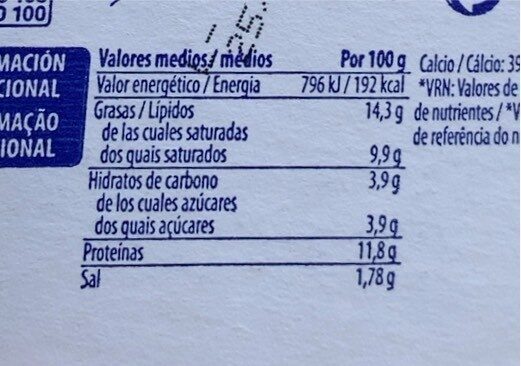 100
MACIÓN
CIONAL
MAÇÃO
IONAL
Valores medios / médios Por 100 g
Valor energético / Energia 796 kJ / 192 kcal
Grasas / Lípidos 14,3 g
de las cuales saturadas
dos quais saturados 9,9 g
Hidratos de carbono 3,9 g
de los cuales azúcares
dos quais açúcares 3,9 g
Proteínas 11,8 g
Sal 1,78 g
Calcio / Cálcio: 39
*VRN: Valores de
de nutrientes / *V
de referência do n